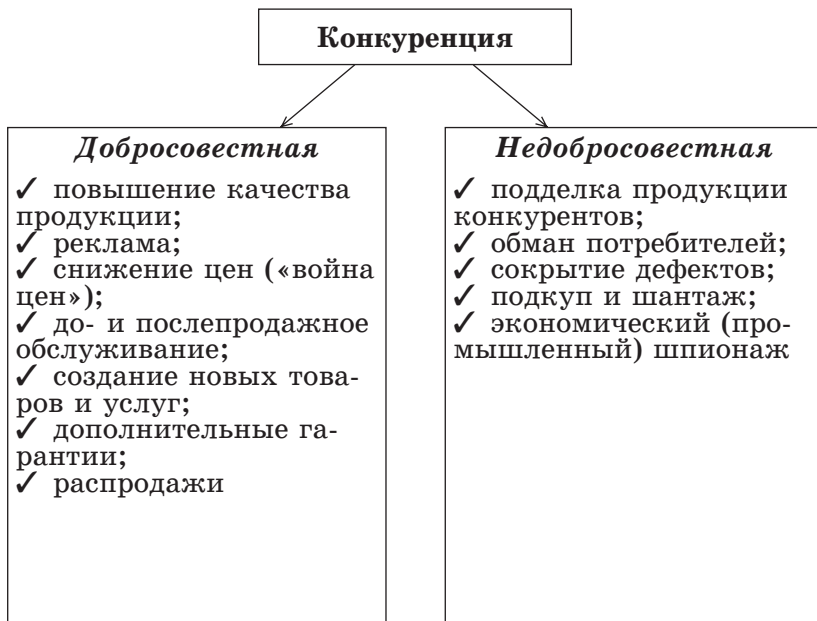 Конкуренция
Добросовестная
✓ повышение качества
продукции;
✓ реклама;
✓ снижение цен («война
цен»);
✓ до- и послепродажное
обслуживание;
✓ создание новых това-
ров и услуг;
✓ дополнительные га-
рантии;
✓ распродажи
Недобросовестная
✓ подделка продукции
конкурентов;
✓ обман потребителей;
✓ сокрытие дефектов;
✓ подкуп и шантаж;
✓ экономический (про-
мышленный) шпионаж